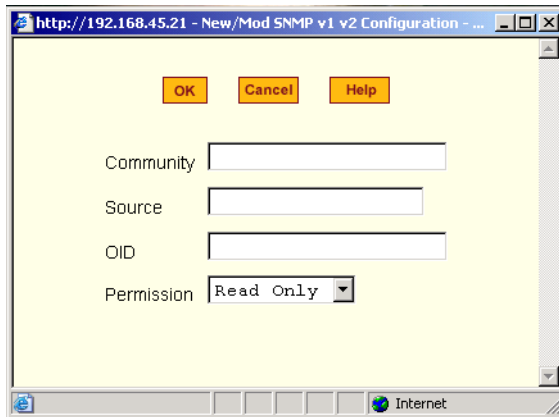 http://192.168.45.21 - New/Mod SNMP v1 v2 Configuration - ...
OK Cancel Help
Community
Source
OID
Permission Read Only
Internet